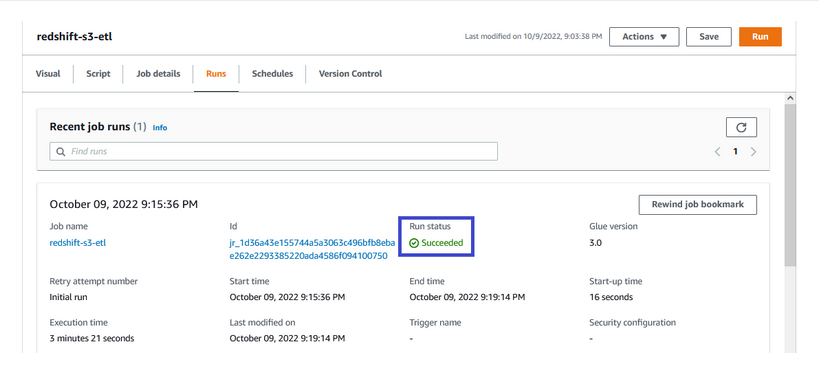 redshift-s3-etl
Last modified on 10/9/2022, 9:03:38 PM
Actions ▼
Save
Run
Visual
Script
Job details
Runs
Schedules
Version Control
Recent job runs (1) Info
Find runs
1
October 09, 2022 9:15:36 PM
Rewind job bookmark
Job name
Id
Run status
Glue version
redshift-s3-etl
jr_1d36a43e155744a5a3063c496bfb8eba
e262e2293385220ada4586f094100750
Succeeded
3.0
Retry attempt number
Start time
End time
Start-up time
Initial run
October 09, 2022 9:15:36 PM
October 09, 2022 9:19:14 PM
16 seconds
Execution time
Last modified on
Trigger name
Security configuration
3 minutes 21 seconds
October 09, 2022 9:19:14 PM
-
-